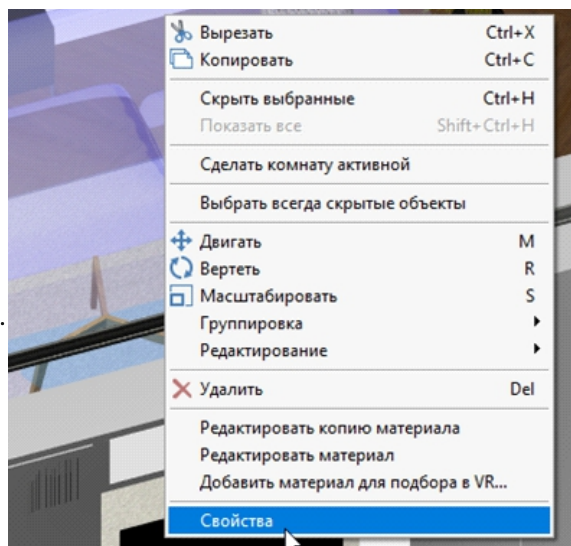 Вырезать Ctrl+X
Копировать Ctrl+C
Скрыть выбранные Ctrl+H
Показать все Shift+Ctrl+H
Сделать комнату активной
Выбрать всегда скрытые объекты
Двигать M
Вертеть R
Масштабировать S
Группировка
Редактирование
Удалить Del
Редактировать копию материала
Редактировать материал
Добавить материал для подбора в VR...
Свойства